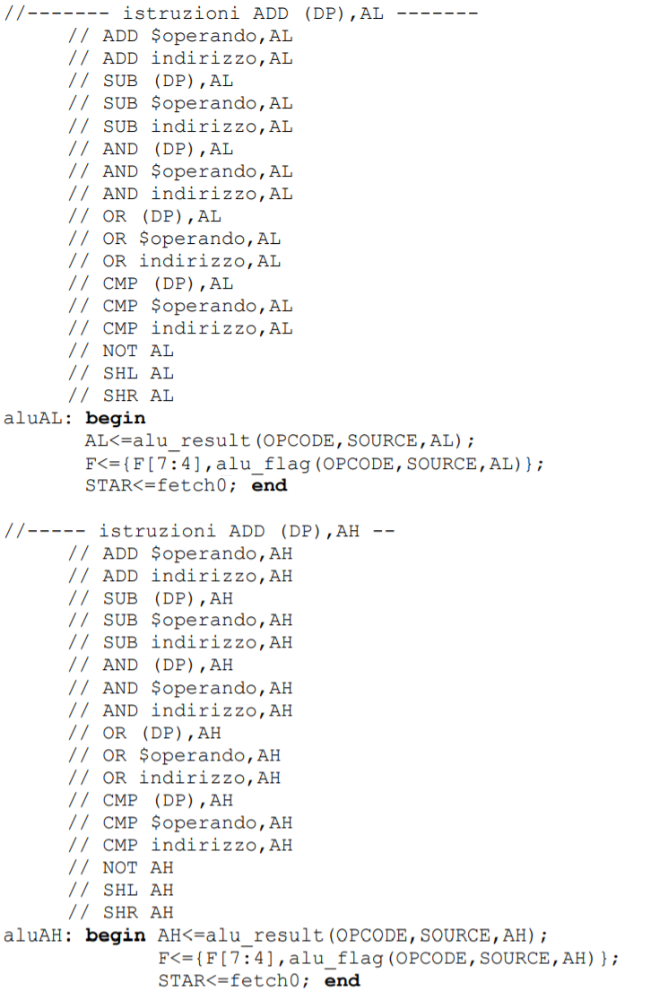 //------- istruzioni ADD (DP),AL -------
// ADD $operando,AL
// ADD indirizzo,AL
// SUB (DP),AL
// SUB $operando,AL
// SUB indirizzo,AL
// AND (DP),AL
// AND $operando,AL
// AND indirizzo,AL
// OR (DP),AL
// OR $operando,AL
// OR indirizzo,AL
// CMP (DP),AL
// CMP $operando,AL
// CMP indirizzo,AL
// NOT AL
// SHL AL
// SHR AL
aluAL: begin
AL<=alu_result(OPCODE,SOURCE,AL);
F<={F[7:4],alu_flag(OPCODE,SOURCE,AL)};
STAR<=fetch0; end
//----- istruzioni ADD (DP),AH --
// ADD $operando,AH
// ADD indirizzo,AH
// SUB (DP),AH
// SUB $operando,AH
// SUB indirizzo,AH
// AND (DP),AH
// AND $operando,AH
// AND indirizzo,AH
// OR (DP),AH
// OR $operando,AH
// OR indirizzo,AH
// CMP (DP),AH
// CMP $operando,AH
// CMP indirizzo,AH
// NOT AH
// SHL AH
// SHR AH
aluAH: begin AH<=alu_result(OPCODE,SOURCE,AH);
F<={F[7:4],alu_flag(OPCODE,SOURCE,AH)};
STAR<=fetch0; end